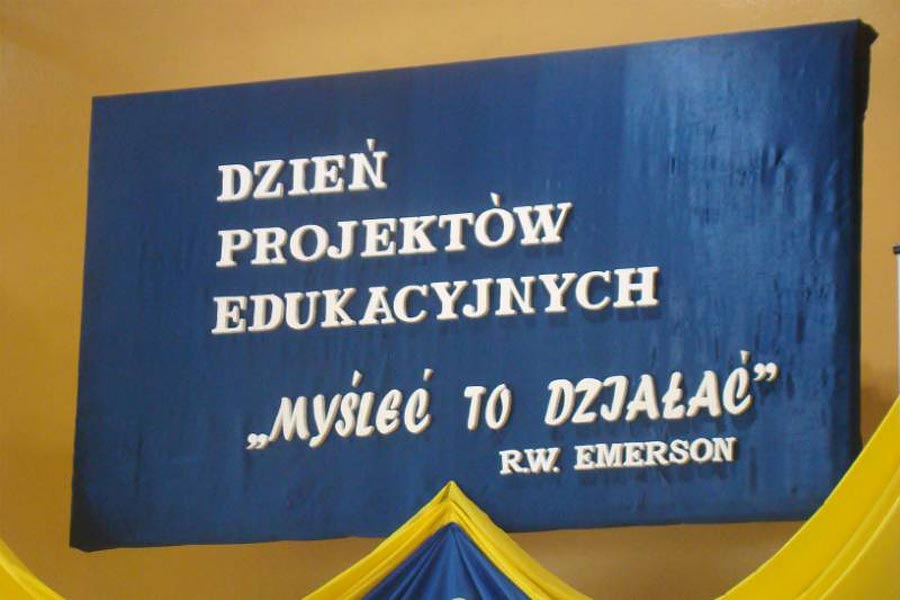 DZIEŃ
PROJEKTÓW
EDUKACYJNYCH
„MYŚLEĆ TO DZIAŁAĆ”
R.W. EMERSON